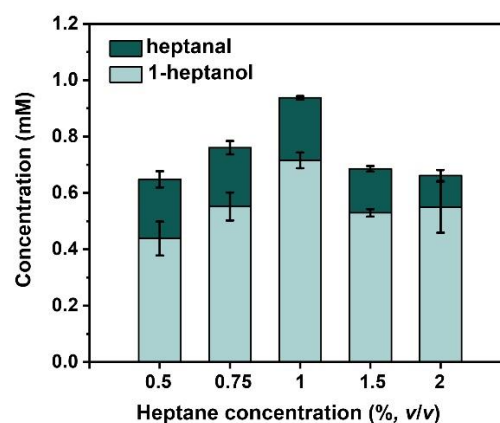 heptanal
1-heptanol
Concentration (mM)
1.2
1.0
0.8
0.6
0.4
0.2
0.0
0.5 0.75 1 1.5 2
Heptane concentration (%, v/v)